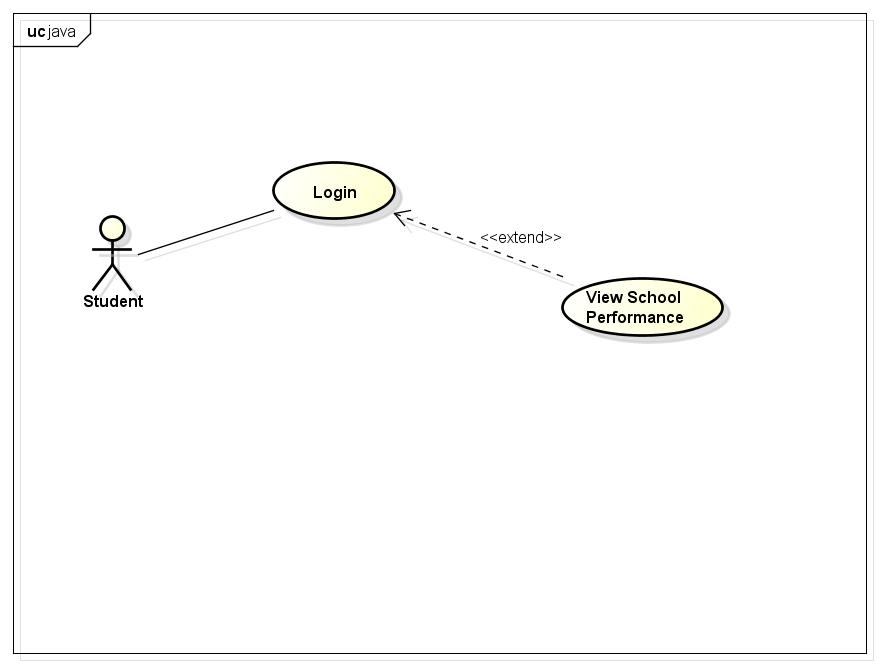 uc java
Login
<<extend>>
View School
Performance
Student